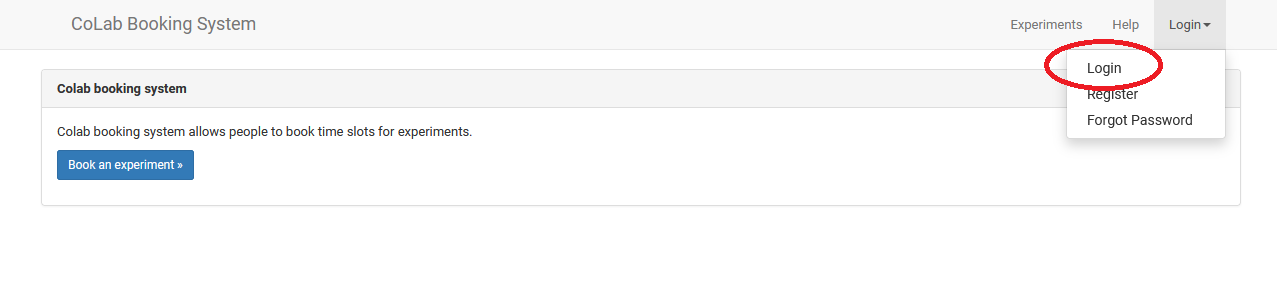 CoLab Booking System Experiments Help Login
Login
Register
Forgot Password
Colab booking system
Colab booking system allows people to book time slots for experiments.
Book an experiment »